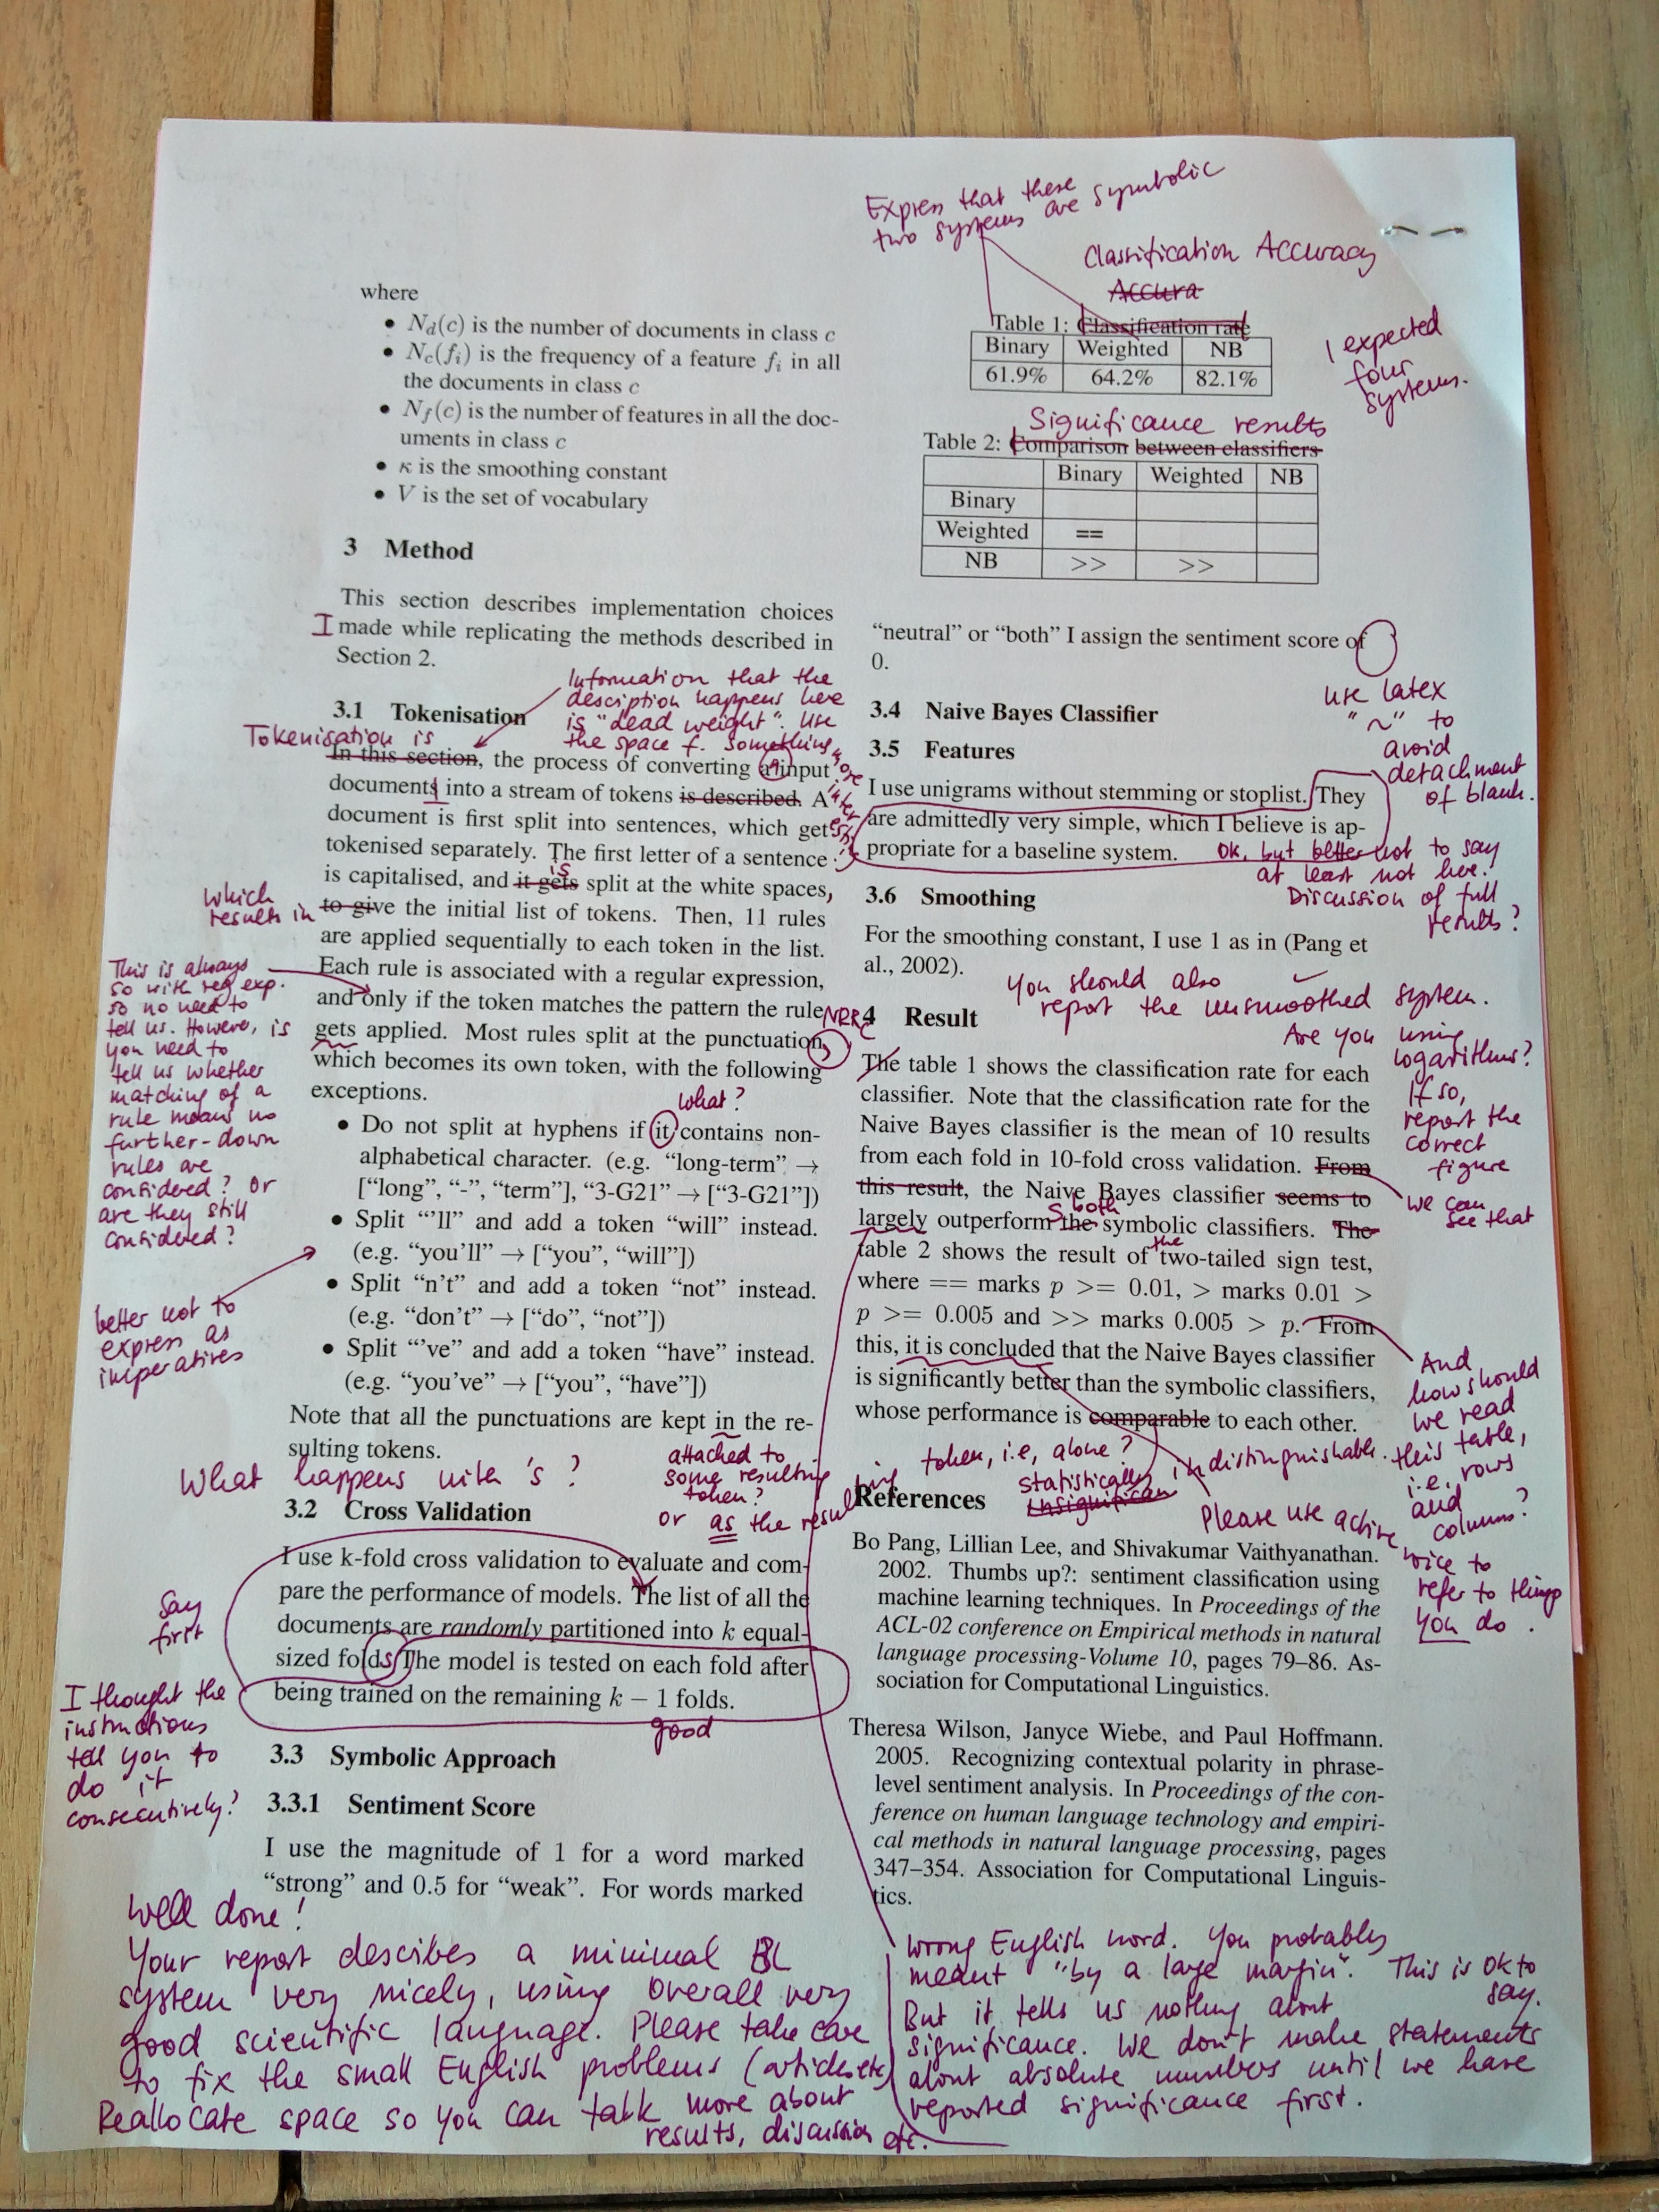 where
• Nd(c) is the number of documents in class c
• Nc(fi) is the frequency of a feature fi in all
the documents in class c
• Nf(c) is the number of features in all the doc-
uments in class c
• κ is the smoothing constant
• V is the set of vocabulary
3 Method
This section describes implementation choices
I made while replicating the methods described in
Section 2.
Information that the
desciption happens here
is "dead weight". Use
the space f. something
more
3.1 Tokenisation
Tokenisation is
In this section, the process of converting a input
documents into a stream of tokens is described. A
document is first split into sentences, which get
tokenised separately. The first letter of a sentence
is
is capitalised, and it gets split at the white spaces,
which
results in
to give the initial list of tokens. Then, 11 rules
are applied sequentially to each token in the list.
Each rule is associated with a regular expression,
and only if the token matches the pattern the rule
gets applied. Most rules split at the punctuation,
NRRC
which becomes its own token, with the following
exceptions.
This is always
so with reg exp.
so no need to
tell us. However,
you need to
tell us whether
matching of a
rule means no
further-down
rules are
considered? Or
are they still
considered?
is
what?
• Do not split at hyphens if it contains non-
alphabetical character. (e.g. “long-term” →
[“long”, “-”, “term”], “3-G21” → [“3-G21”])
• Split “’ll” and add a token “will” instead.
(e.g. “you’ll” → [“you”, “will”])
• Split “n’t” and add a token “not” instead.
(e.g. “don’t” → [“do”, “not”])
• Split “’ve” and add a token “have” instead.
(e.g. “you’ve” → [“you”, “have”])
better not to
express as
imperatives
Note that all the punctuations are kept in the re-
sulting tokens.
What happens with 's?
attached to
some resulting
token?
or as the resulting
token, i.e, alone?
3.2 Cross Validation
I use k-fold cross validation to evaluate and com-
pare the performance of models. The list of all the
documents are randomly partitioned into k equal-
sized folds. The model is tested on each fold after
being trained on the remaining k − 1 folds.
Say
first
I thought the
instructions
tell you to
do it
consecutively?
good
3.3 Symbolic Approach
3.3.1 Sentiment Score
I use the magnitude of 1 for a word marked
“strong” and 0.5 for “weak”. For words marked
Well done!
Your report descibes a minimal BL
system very nicely, using overall very
good scientific language. Please take care
to fix the small English problems (articles etc)
Reallocate space so you can talk more about
results, discussion etc.
Express that these
two systems are symbolic
Classification Accuracy
Accura
Table 1: Classification rate
Binary Weighted NB
61.9% 64.2% 82.1%
I expected
four
systems.
Significance results
Table 2: Comparison between classifiers
Binary Weighted NB
Binary
Weighted ==
NB >> >>
“neutral” or “both” I assign the sentiment score of
0.
use latex
"~" to
avoid
detachment
of blank.
3.4 Naive Bayes Classifier
3.5 Features
I use unigrams without stemming or stoplist. They
are admittedly very simple, which I believe is ap-
propriate for a baseline system.
OK, but better not to say
at least not here.
Discussion of full
results?
3.6 Smoothing
For the smoothing constant, I use 1 as in (Pang et
al., 2002).
You should also
report the unsmoothed system.
Are you using
logarithms?
If so,
report the
correct
figure
4 Result
The table 1 shows the classification rate for each
classifier. Note that the classification rate for the
Naive Bayes classifier is the mean of 10 results
from each fold in 10-fold cross validation. From
this result, the Naive Bayes classifier seems to
we can
see that
s both
largely outperform the symbolic classifiers. The
the
table 2 shows the result of two-tailed sign test,
where == marks p >= 0.01, > marks 0.01 >
p >= 0.005 and >> marks 0.005 > p. From
this, it is concluded that the Naive Bayes classifier
is significantly better than the symbolic classifiers,
whose performance is comparable to each other.
And
how should
we read
this table,
i.e, rows
and
columns?
statistically indistinguishable.
Insignifican
Please use active
voice to
refer to things
you do.
References
Bo Pang, Lillian Lee, and Shivakumar Vaithyanathan.
2002. Thumbs up?: sentiment classification using
machine learning techniques. In Proceedings of the
ACL-02 conference on Empirical methods in natural
language processing-Volume 10, pages 79–86. As-
sociation for Computational Linguistics.
Theresa Wilson, Janyce Wiebe, and Paul Hoffmann.
2005. Recognizing contextual polarity in phrase-
level sentiment analysis. In Proceedings of the con-
ference on human language technology and empiri-
cal methods in natural language processing, pages
347–354. Association for Computational Linguis-
tics.
wrong English word. You probably
meant "by a large margin". This is ok to
say.
But it tells us nothing about
significance. We don't make statements
about absolute numbers until we have
reported significance first.